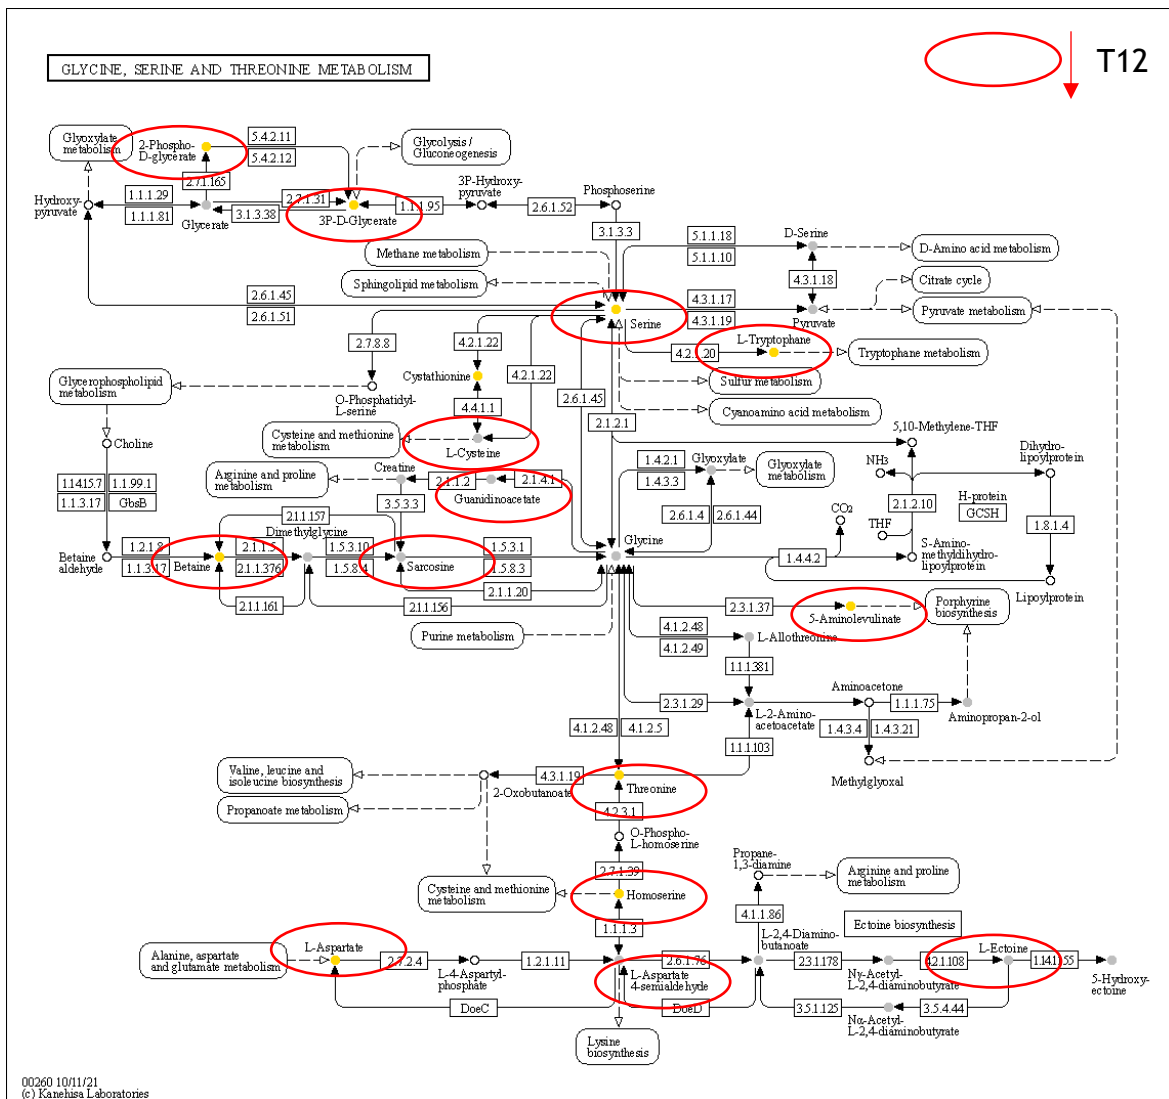 T12
GLYCINE, SERINE AND THREONINE METABOLISM
Glyoxylate
metabolism
2-Phospho-
D-glycerate
5.4.2.11
5.4.2.12
Glycolysis /
Gluconeogenesis
2.7.1.165
Hydroxy-
pyruvate
1.1.1.29
1.1.1.81
Glycerate
2.7.1.31
3.1.3.38
3P-D-Glycerate
1.1.1.95
3P-Hydroxy-
pyruvate
2.6.1.52
Phosphoserine
3.1.3.3
Methane metabolism
Sphingolipid metabolism
5.1.1.18
5.1.1.10
D-Serine
D-Amino acid metabolism
4.3.1.18
Citrate cycle
2.6.1.45
2.6.1.51
Serine
4.3.1.17
4.3.1.19
Pyruvate
Pyruvate metabolism
2.7.8.8
4.2.1.22
4.2.1.22
L-Tryptophane
4.2.1.20
Tryptophane metabolism
Glycerophospholipid
metabolism
O-Phosphatidyl-
L-serine
Cystathionine
4.4.1.1
2.6.1.45
Sulfur metabolism
Cyanoamino acid metabolism
2.1.2.1
Choline
Cysteine and methionine
metabolism
L-Cysteine
5,10-Methylene-THF
Dihydro-
lipoylprotein
1.14.15.7
1.1.99.1
1.1.3.17
GbsB
Arginine and proline
metabolism
Creatine
2.1.1.2
Guanidinoacetate
2.1.4.1
3.5.3.3
1.4.2.1
1.4.3.3
Glyoxylate
Glyoxylate
metabolism
NH3
2.1.2.10
H-protein
GCSH
2.6.1.4
2.6.1.44
CO2
THF
1.8.1.4
2.1.1.157
Dimethylglycine
Betaine
aldehyde
1.2.1.8
1.1.3.17
Betaine
2.1.1.5
2.1.1.376
1.5.3.10
1.5.8.4
Sarcosine
1.5.3.1
1.5.8.3
Glycine
1.4.4.2
S-Amino-
methyldihydro-
lipoylprotein
Lipoylprotein
2.1.1.20
2.1.1.161
2.1.1.156
Purine metabolism
2.3.1.37
5-Aminolevulinate
Porphyrine
biosynthesis
4.1.2.48
4.1.2.49
L-Allothreonine
1.1.1.381
2.3.1.29
L-2-Amino-
acetoacetate
Aminoacetone
1.1.1.75
Aminopropan-2-ol
4.1.2.48
4.1.2.5
1.1.1.103
1.4.3.4
1.4.3.21
Methylglyoxal
Valine, leucine and
isoleucine biosynthesis
Propanoate metabolism
4.3.1.19
2-Oxobutanoate
Threonine
4.2.3.1
O-Phospho-
L-homoserine
2.7.1.39
Cysteine and methionine
metabolism
Homoserine
1.1.1.3
Propane-
1,3-diamine
Arginine and proline
metabolism
4.1.1.86
Ectoine biosynthesis
Alanine, aspartate
and glutamate metabolism
L-Aspartate
2.7.2.4
L-4-Aspartyl-
phosphate
1.2.1.11
L-Aspartate
4-semialdehyde
2.6.1.76
L-2,4-Diamino-
butanoate
2.3.1.178
Nγ-Acetyl-
L-2,4-diaminobutyrate
4.2.1.108
L-Ectoine
1.14.11.55
5-Hydroxy-
ectoine
DoeC
DoeD
3.5.1.125
Nα-Acetyl-
L-2,4-diaminobutyrate
3.5.4.44
Lysine
biosynthesis
00260 10/11/21
(c) Kanehisa Laboratories